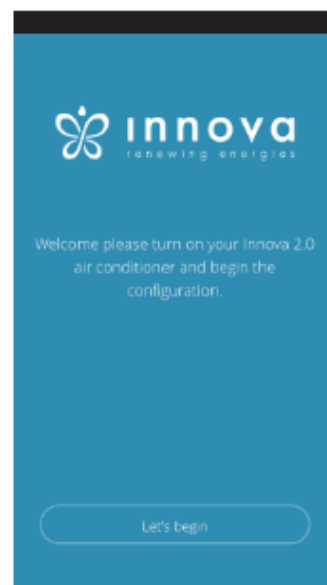 innova
renewing energies
Welcome please turn on your Innova 2.0
air conditioner and begin the
configuration.
Let's begin